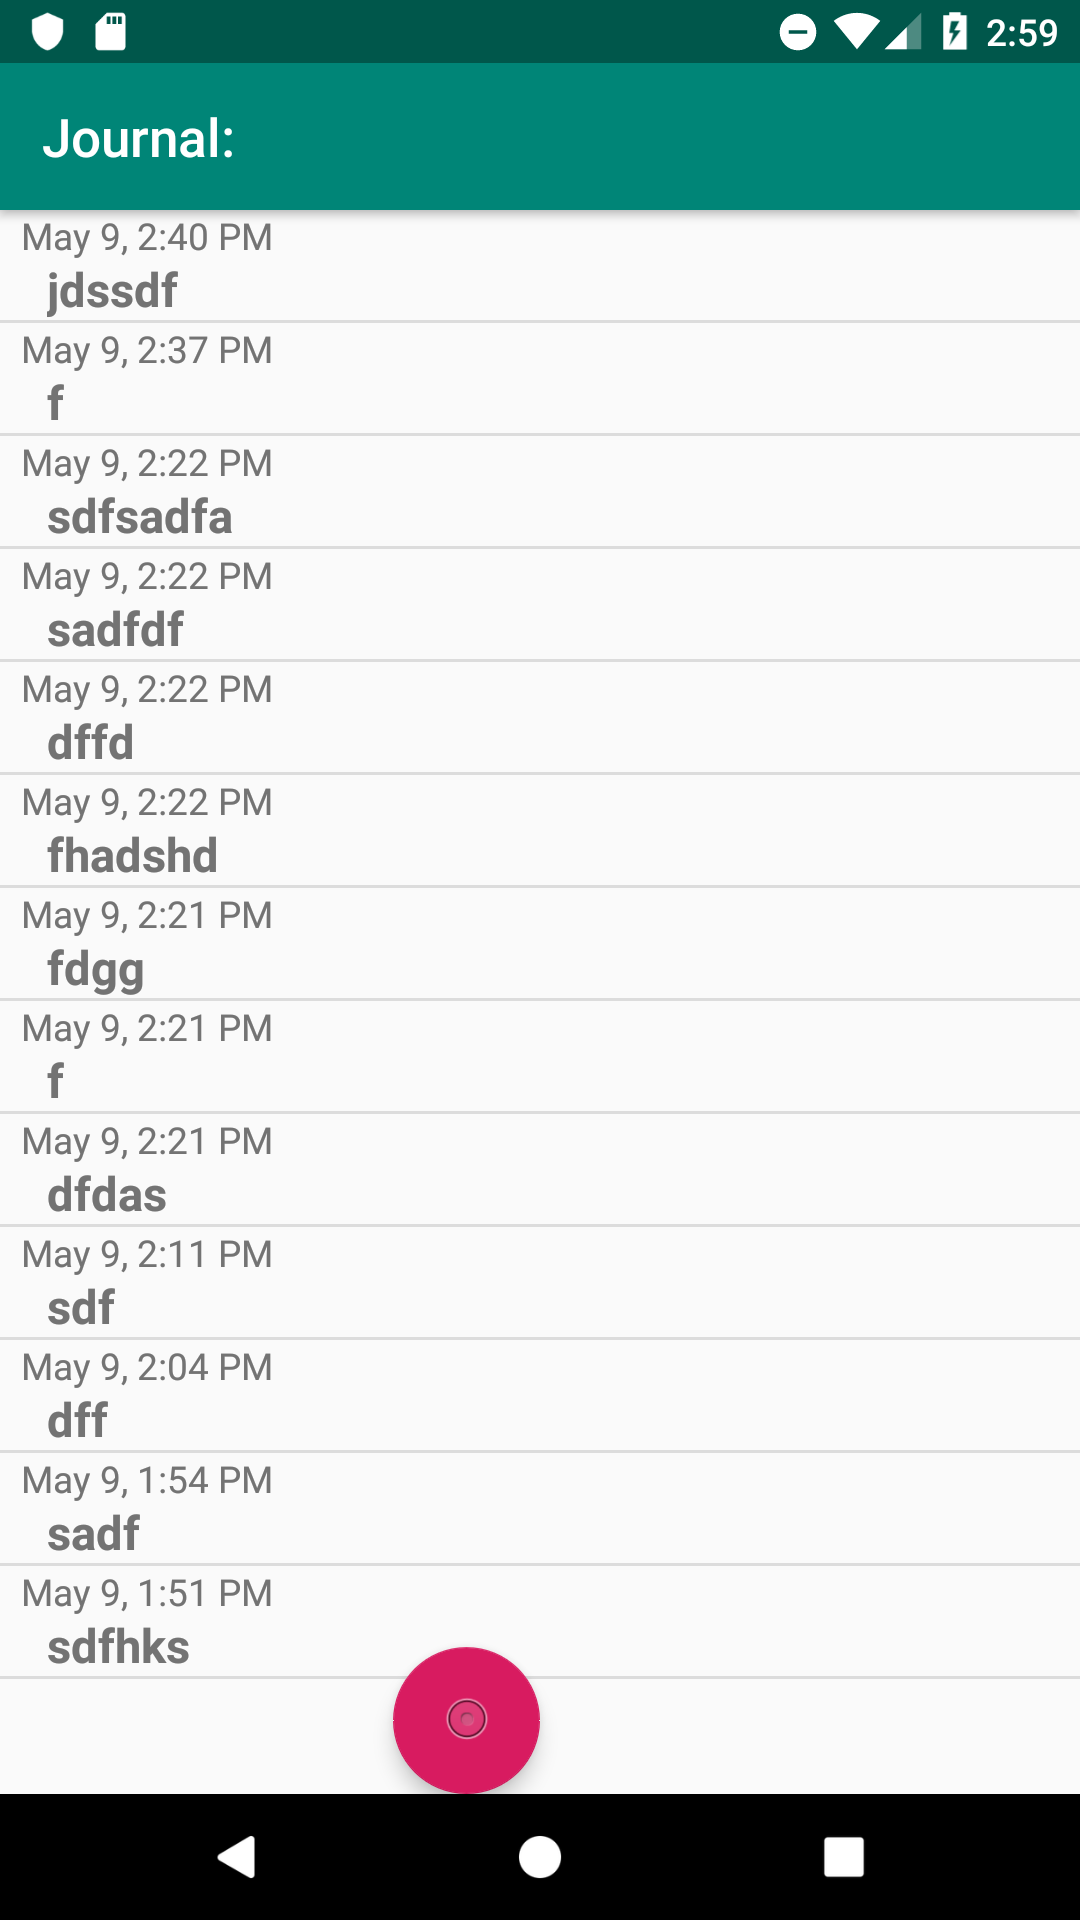 2:59
Journal:
May 9, 2:40 PM
jdssdf
May 9, 2:37 PM
f
May 9, 2:22 PM
sdfsadfa
May 9, 2:22 PM
sadfdf
May 9, 2:22 PM
dffd
May 9, 2:22 PM
fhadshd
May 9, 2:21 PM
fdgg
May 9, 2:21 PM
f
May 9, 2:21 PM
dfdas
May 9, 2:11 PM
sdf
May 9, 2:04 PM
dff
May 9, 1:54 PM
sadf
May 9, 1:51 PM
sdfhks